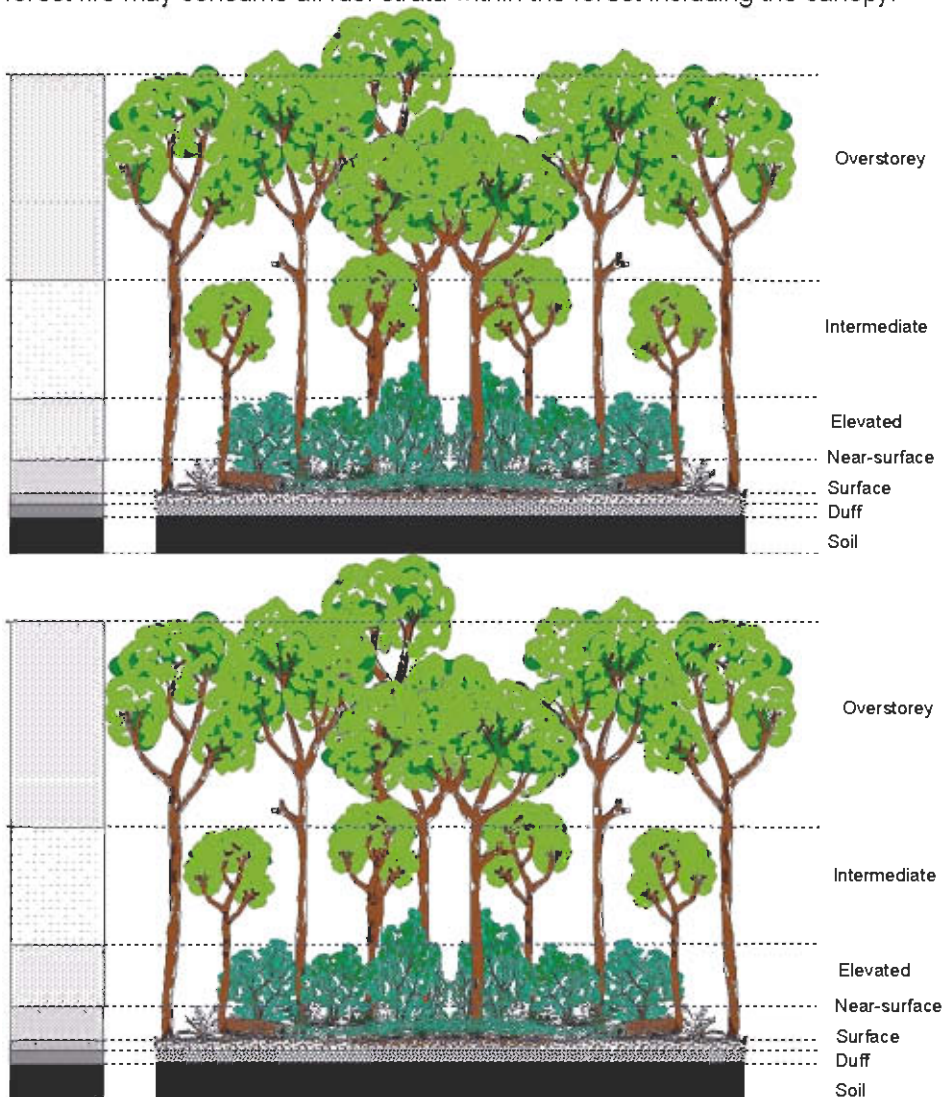 forest fire may consume all fuel strata within the forest including the canopy.
Overstorey
Intermediate
Elevated
Near-surface
Surface
Duff
Soil
Overstorey
Intermediate
Elevated
Near-surface
Surface
Duff
Soil